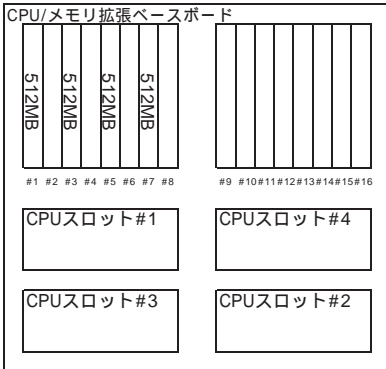 CPU/メモリ拡張ベースボード
512MB 512MB 512MB 512MB
#1 #2 #3 #4 #5 #6 #7 #8 #9 #10 #11 #12 #13 #14 #15 #16
CPUスロット#1 CPUスロット#4
CPUスロット#3 CPUスロット#2